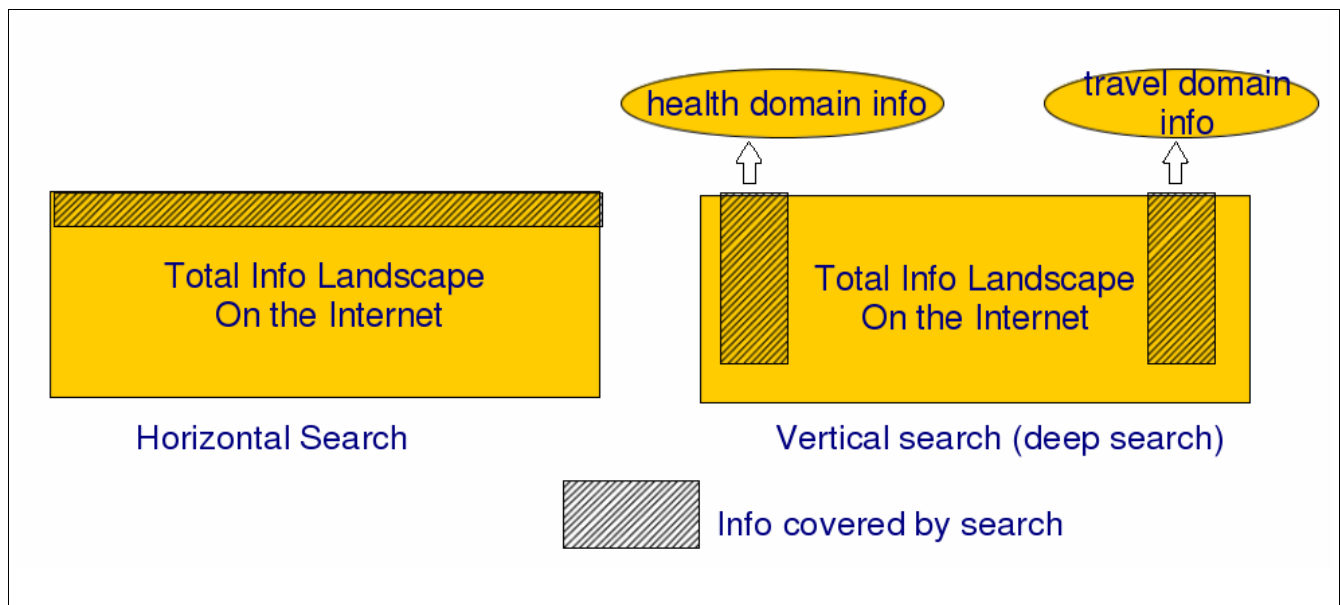 health domain info
travel domain
info
Total Info Landscape
On the Internet
Total Info Landscape
On the Internet
Horizontal Search
Vertical search (deep search)
Info covered by search